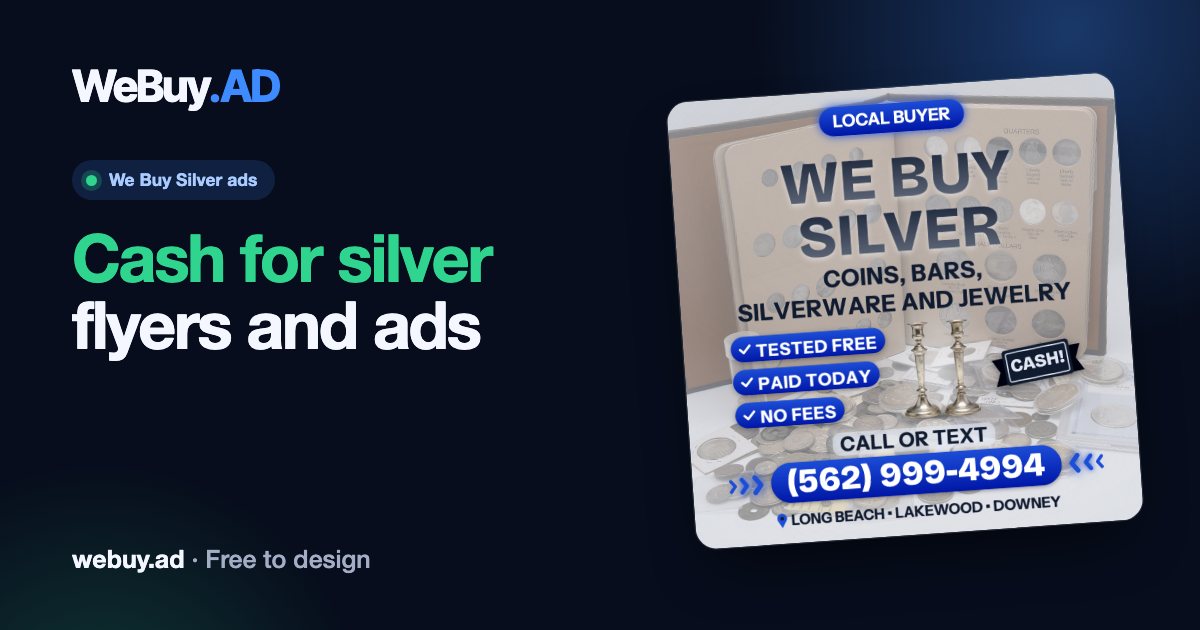 WeBuy.AD
We Buy Silver ads
Cash for silver
flyers and ads
webuy.ad · Free to design
LOCAL BUYER
QUARTERS
WE BUY
SILVER
COINS, BARS,
SILVERWARE AND JEWELRY
✓ TESTED FREE
✓ PAID TODAY
✓ NO FEES
CASH!
CALL OR TEXT
››› (562) 999-4994 ‹‹‹
LONG BEACH • LAKEWOOD • DOWNEY